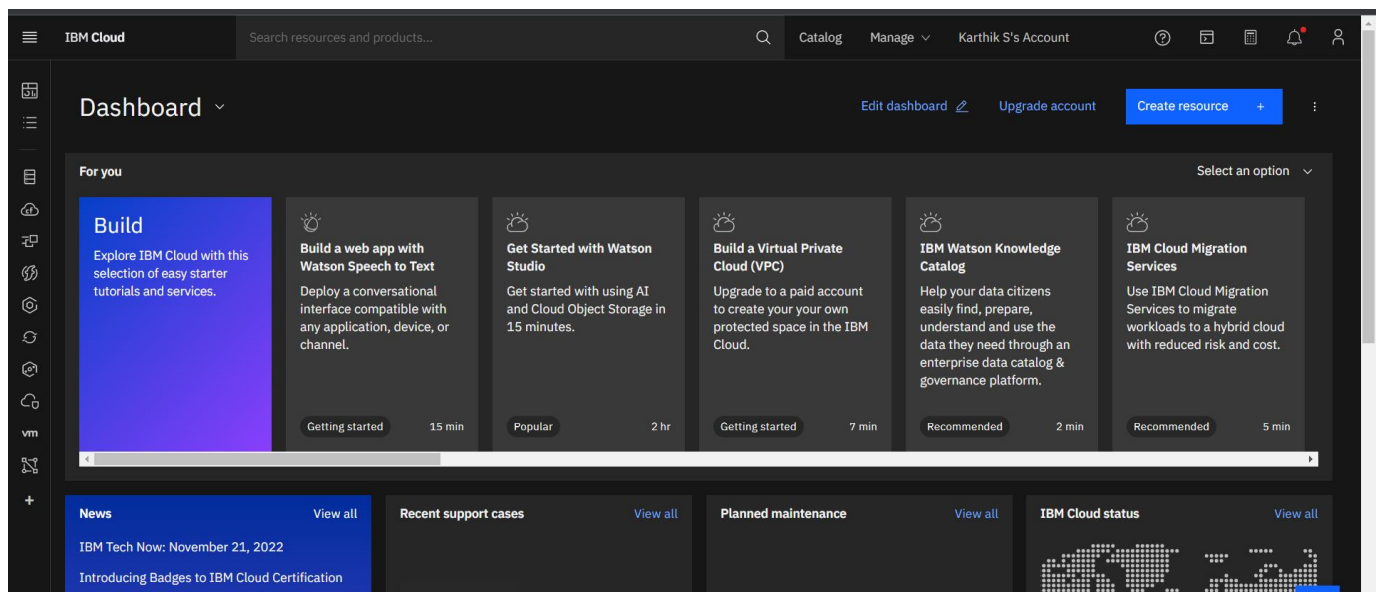 IBM Cloud
Search resources and products...
Catalog
Manage
Karthik S's Account
Dashboard
Edit dashboard
Upgrade account
Create resource +
For you
Select an option
Build
Explore IBM Cloud with this
selection of easy starter
tutorials and services.
Build a web app with
Watson Speech to Text
Deploy a conversational
interface compatible with
any application, device, or
channel.
Getting started
15 min
Get Started with Watson
Studio
Get started with using AI
and Cloud Object Storage in
15 minutes.
Popular
2 hr
Build a Virtual Private
Cloud (VPC)
Upgrade to a paid account
to create your your own
protected space in the IBM
Cloud.
Getting started
7 min
IBM Watson Knowledge
Catalog
Help your data citizens
easily find, prepare,
understand and use the
data they need through an
enterprise data catalog &
governance platform.
Recommended
2 min
IBM Cloud Migration
Services
Use IBM Cloud Migration
Services to migrate
workloads to a hybrid cloud
with reduced risk and cost.
Recommended
5 min
vm
News
View all
IBM Tech Now: November 21, 2022
Introducing Badges to IBM Cloud Certification
Recent support cases
View all
Planned maintenance
View all
IBM Cloud status
View all